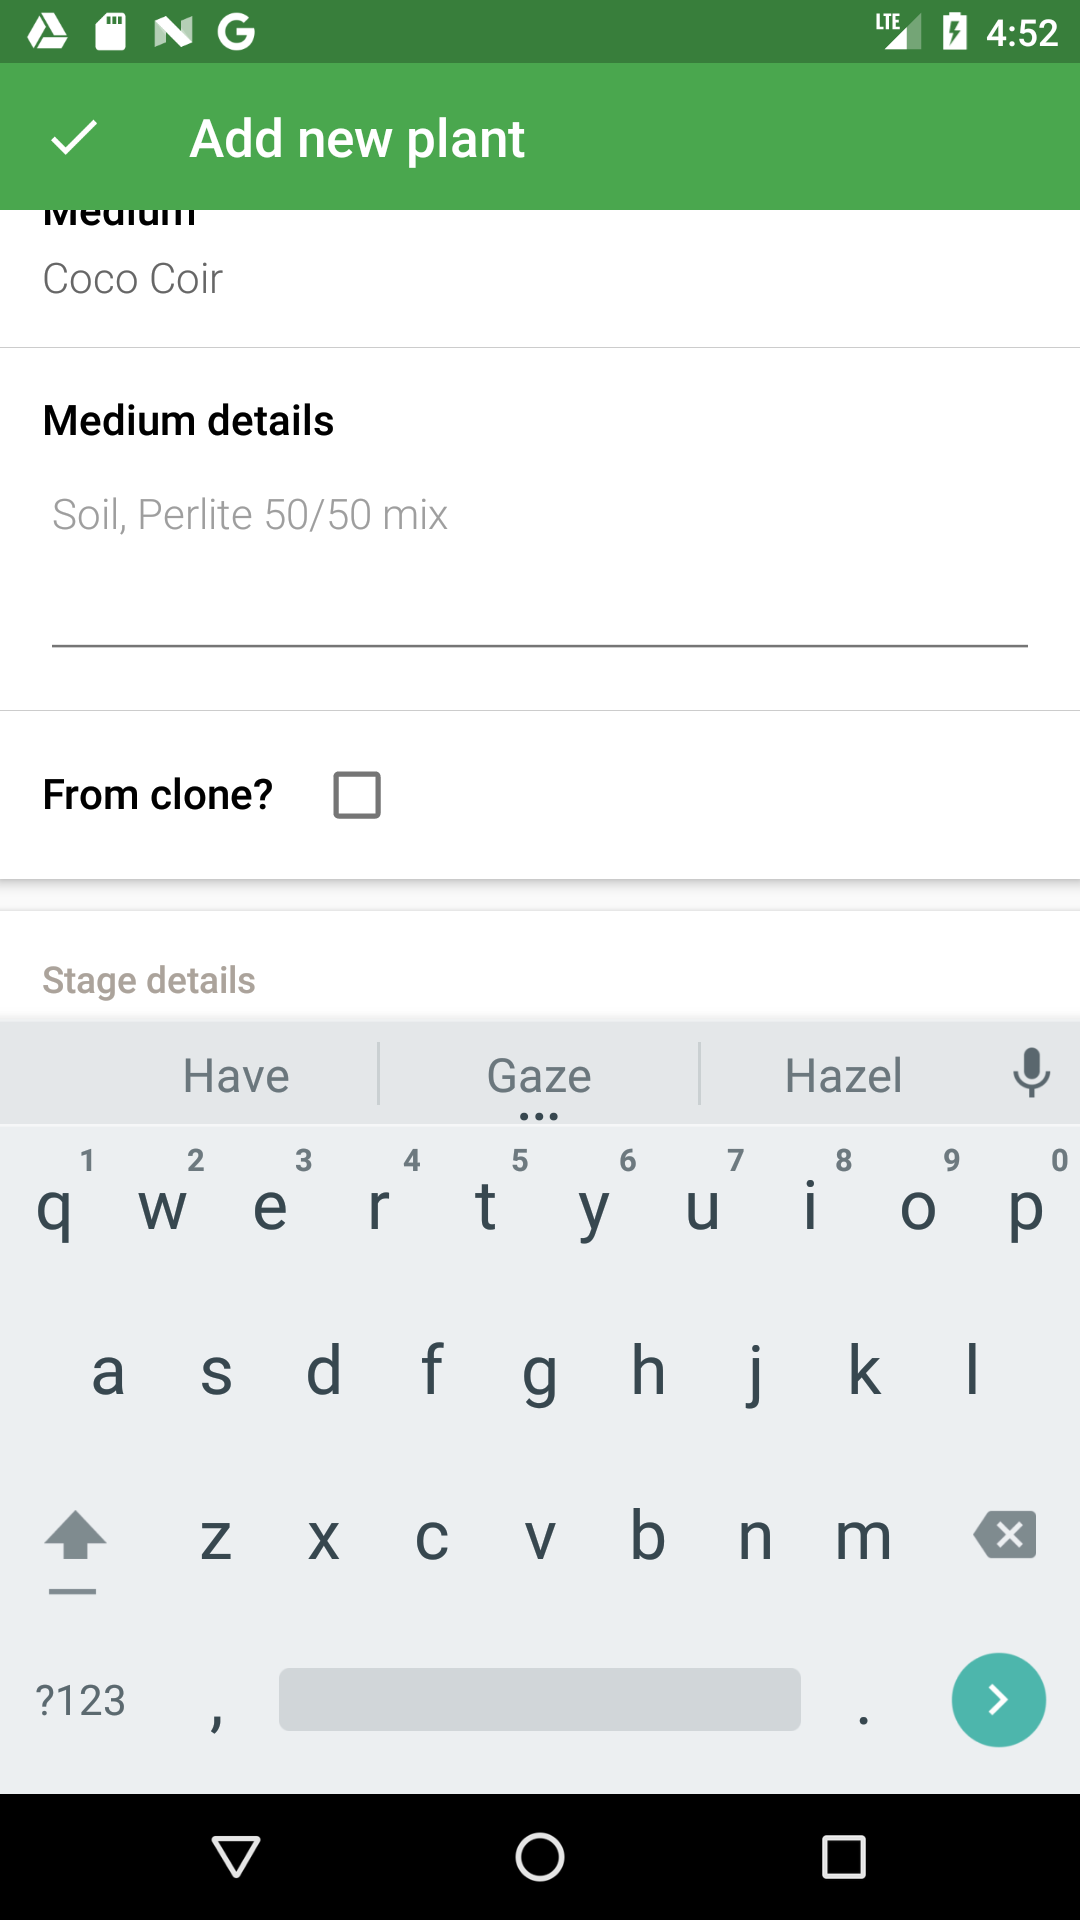 LTE 4:52
Add new plant
Medium
Coco Coir
Medium details
Soil, Perlite 50/50 mix
From clone?
Stage details
Have Gaze Hazel
1 2 3 4 5 6 7 8 9 0
q w e r t y u i o p
a s d f g h j k l
z x c v b n m
?123 , .